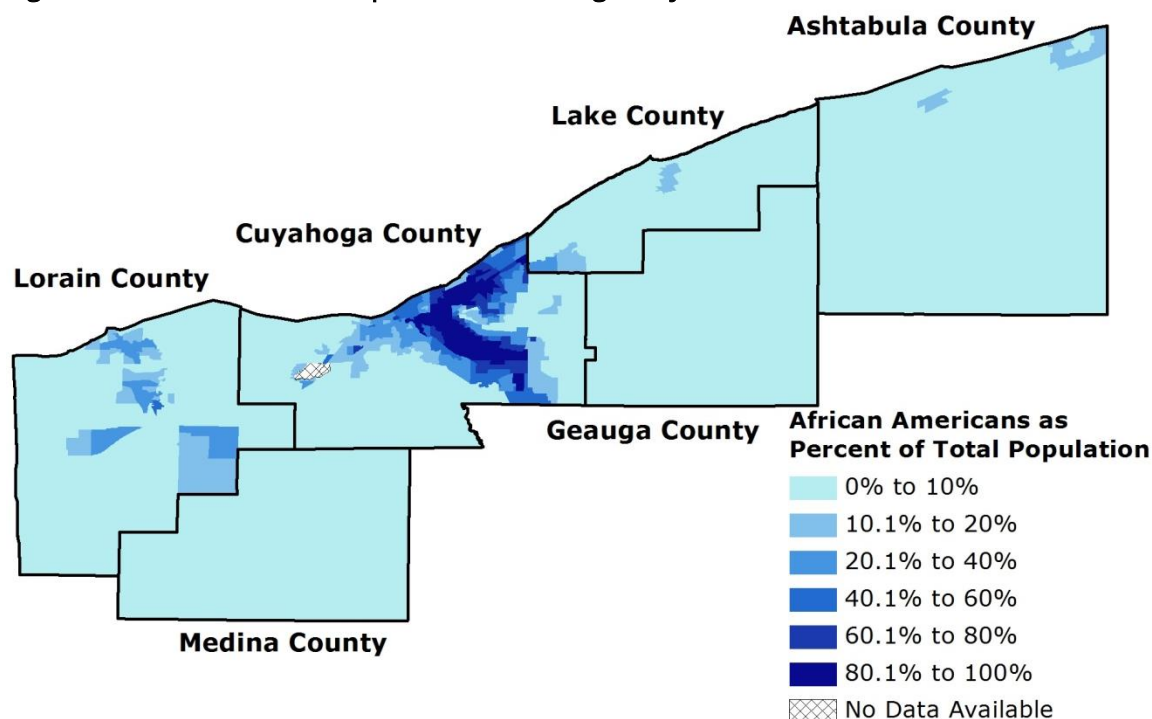 Ashtabula County
Lake County
Cuyahoga County
Lorain County
Geauga County
Medina County
African Americans as
Percent of Total Population
0% to 10%
10.1% to 20%
20.1% to 40%
40.1% to 60%
60.1% to 80%
80.1% to 100%
No Data Available